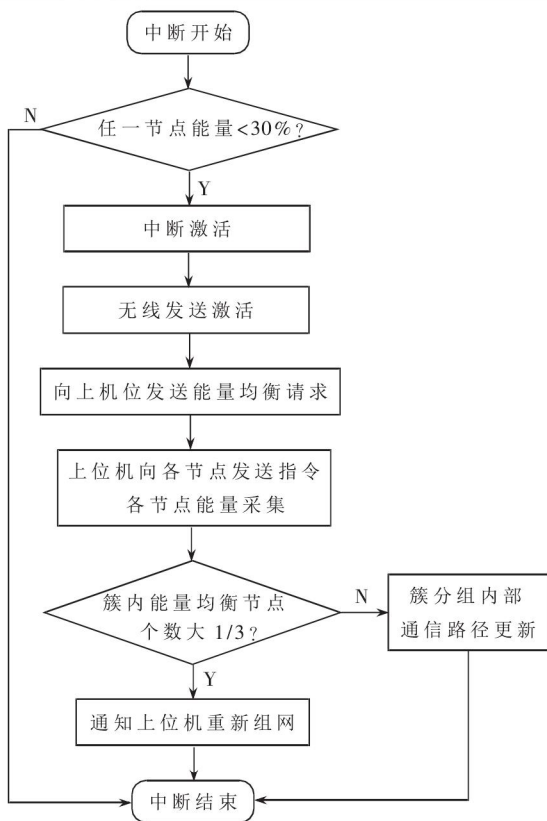 中断开始
N
任一节点能量<30%?
Y
中断激活
无线发送激活
向上机位发送能量均衡请求
上位机向各节点发送指令
各节点能量采集
簇内能量均衡节点
个数大 1/3?
N
簇分组内部
通信路径更新
Y
通知上位机重新组网
中断结束